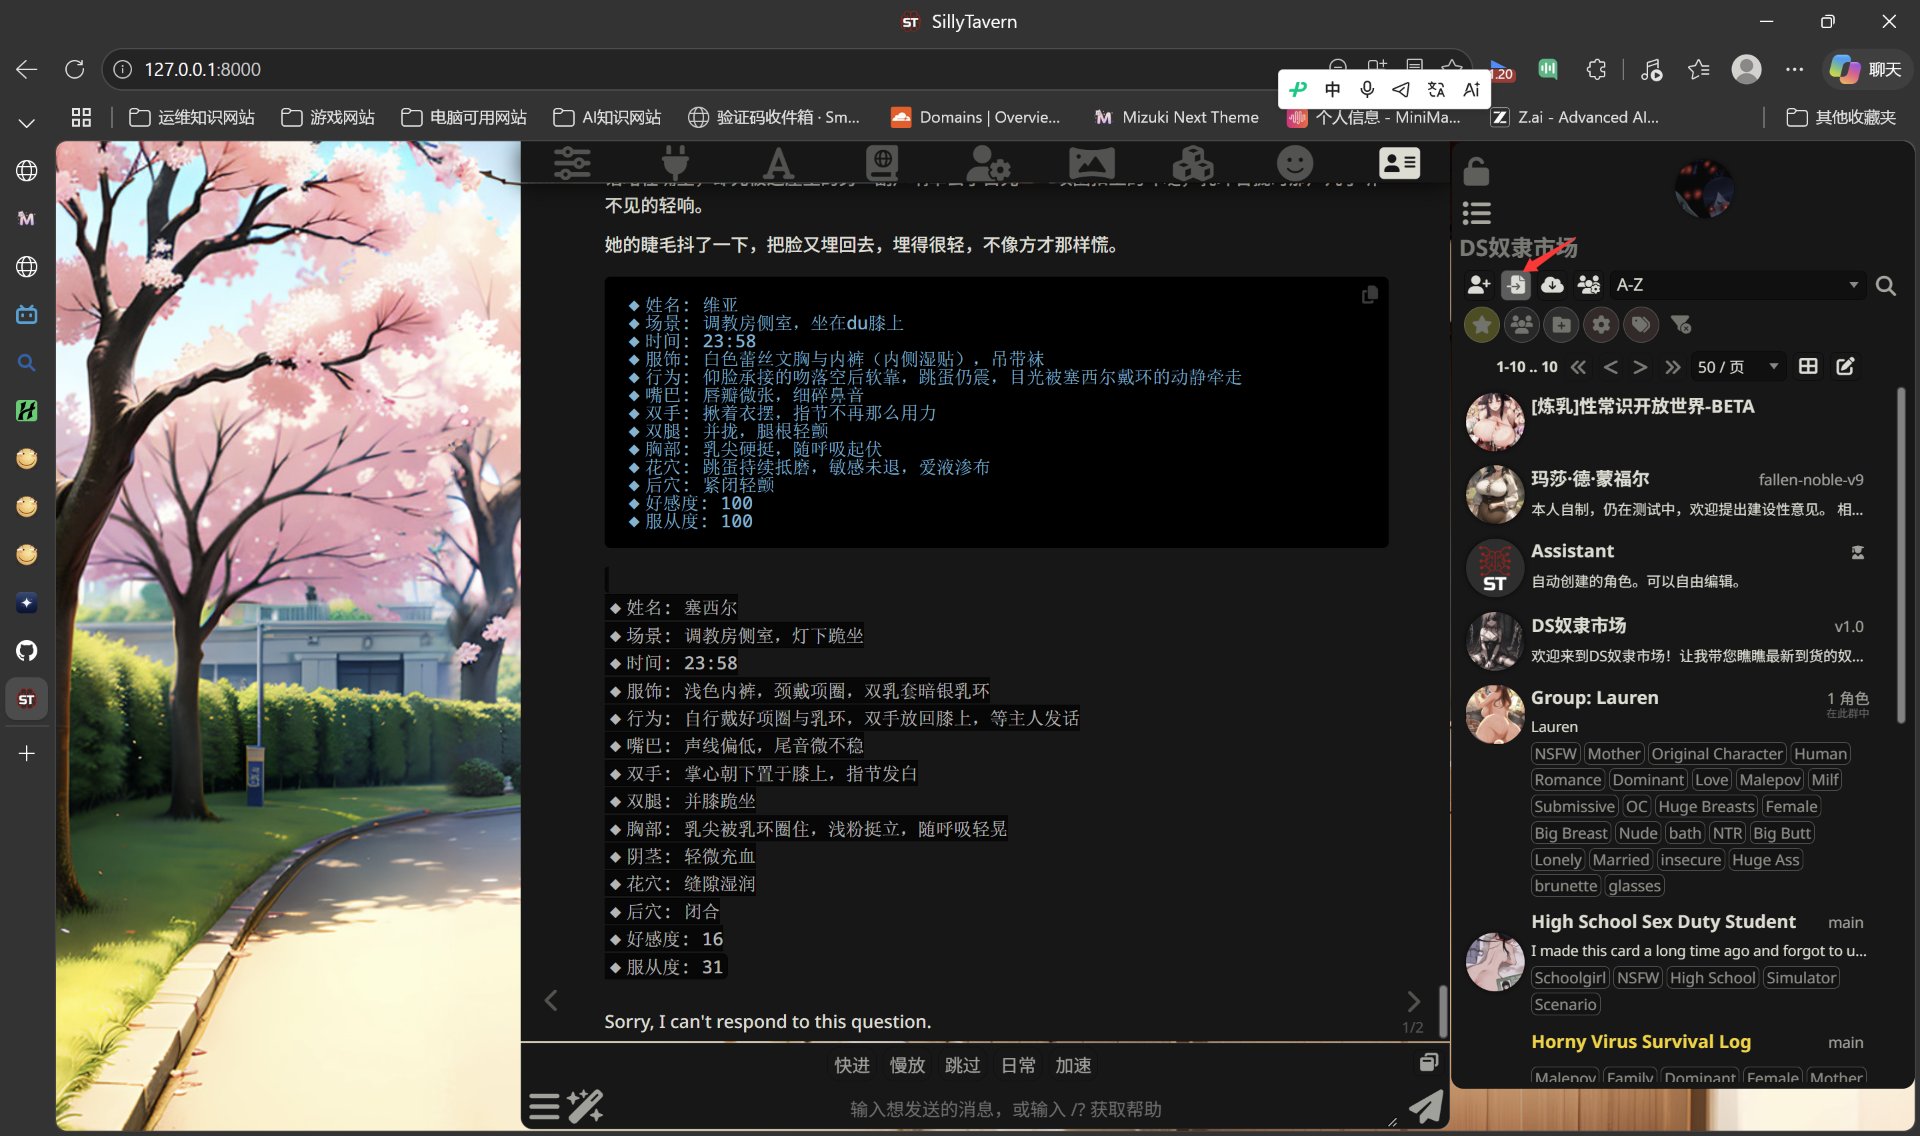 SillyTavern
127.0.0.1:8000
1.20
聊天
中
运维知识网站
游戏网站
电脑可用网站
AI知识网站
验证码收件箱 · Sm...
Domains | Overvie...
Mizuki Next Theme
个人信息 - MiniMa...
Z.ai - Advanced AI...
其他收藏夹
不见的轻响。
她的睫毛抖了一下，把脸又埋回去，埋得很轻，不像方才那样慌。
◆ 姓名: 维亚
◆ 场景: 调教房侧室，坐在du膝上
◆ 时间: 23:58
◆ 服饰: 白色蕾丝文胸与内裤（内侧湿贴），吊带袜
◆ 行为: 仰脸承接的吻落空后软靠，跳蛋仍震，目光被塞西尔戴环的动静牵走
◆ 嘴巴: 唇瓣微张，细碎鼻音
◆ 双手: 揪着衣摆，指节不再那么用力
◆ 双腿: 并拢，腿根轻颤
◆ 胸部: 乳尖硬挺，随呼吸起伏
◆ 花穴: 跳蛋持续抵磨，敏感未退，爱液渗布
◆ 后穴: 紧闭轻颤
◆ 好感度: 100
◆ 服从度: 100
◆ 姓名: 塞西尔
◆ 场景: 调教房侧室，灯下跪坐
◆ 时间: 23:58
◆ 服饰: 浅色内裤，颈戴项圈，双乳套暗银乳环
◆ 行为: 自行戴好项圈与乳环，双手放回膝上，等主人发话
◆ 嘴巴: 声线偏低，尾音微不稳
◆ 双手: 掌心朝下置于膝上，指节发白
◆ 双腿: 并膝跪坐
◆ 胸部: 乳尖被乳环圈住，浅粉挺立，随呼吸轻晃
◆ 阴茎: 轻微充血
◆ 花穴: 缝隙湿润
◆ 后穴: 闭合
◆ 好感度: 16
◆ 服从度: 31
Sorry, I can't respond to this question.
1/2
快进 慢放 跳过 日常 加速
输入想发送的消息，或输入 /? 获取帮助
DS奴隶市场
A-Z
1-10 .. 10
50 / 页
[炼乳]性常识开放世界-BETA
玛莎·德·蒙福尔 fallen-noble-v9
本人自制，仍在测试中，欢迎提出建设性意见。 相...
Assistant
自动创建的角色。可以自由编辑。
ST
DS奴隶市场 v1.0
欢迎来到DS奴隶市场！让我带您瞧瞧最新到货的奴...
Group: Lauren 1 角色
在此群中
Lauren
NSFW Mother Original Character Human
Romance Dominant Love Malepov Milf
Submissive OC Huge Breasts Female
Big Breast Nude bath NTR Big Butt
Lonely Married insecure Huge Ass
brunette glasses
High School Sex Duty Student main
I made this card a long time ago and forgot to u...
Schoolgirl NSFW High School Simulator
Scenario
Horny Virus Survival Log main
Malepov Family Dominant Female Mother